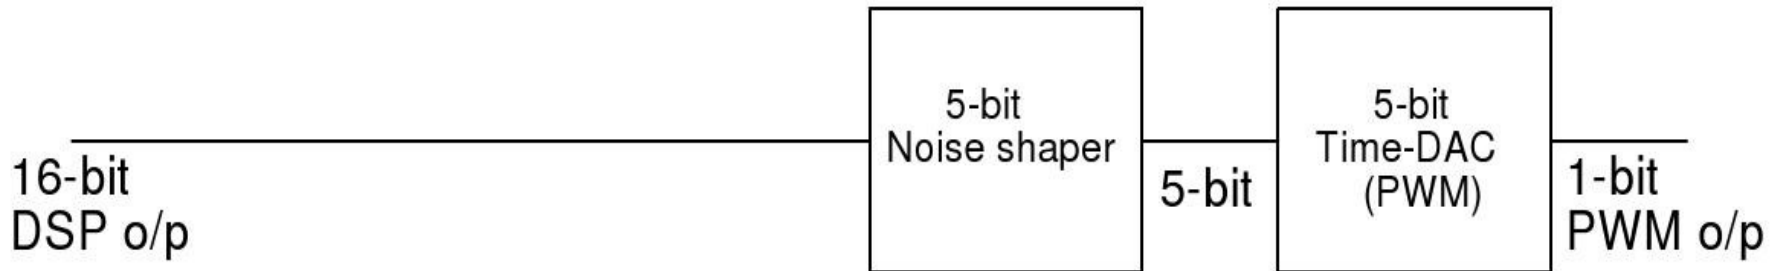 16-bit
DSP o/p
5-bit
Noise shaper
5-bit
5-bit
Time-DAC
(PWM)
1-bit
PWM o/p